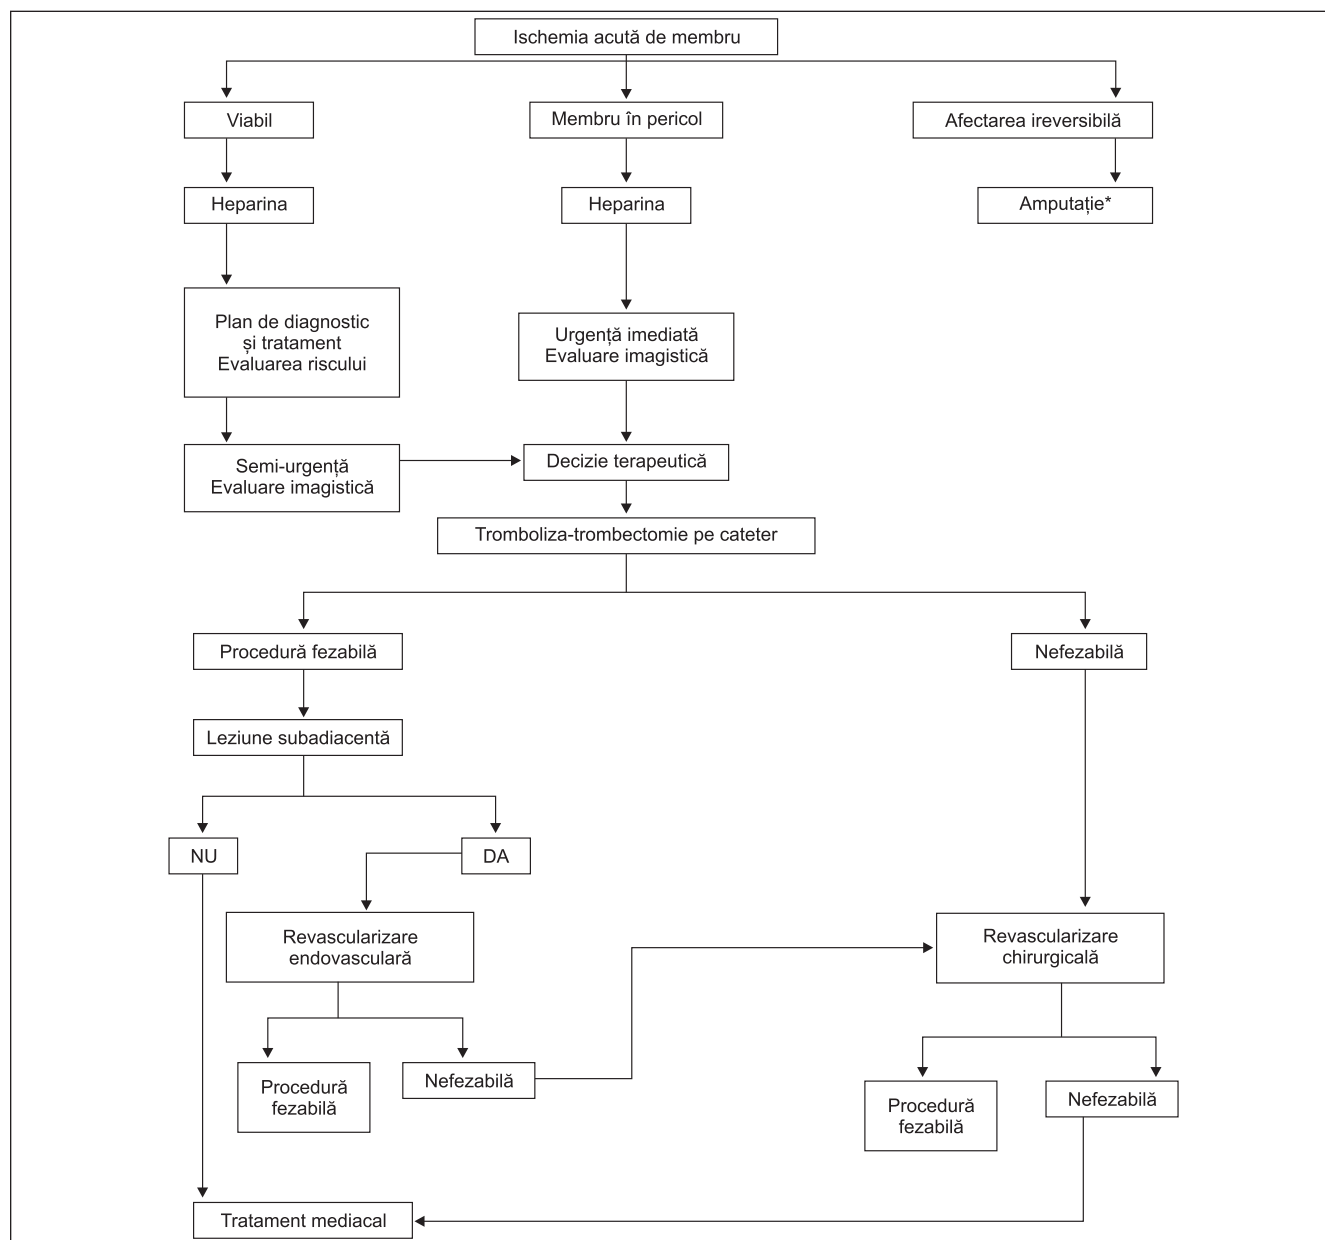 Ischemia acută de membru
Viabil
Membru în pericol
Afectarea ireversibilă
Heparina
Heparina
Amputație*
Plan de diagnostic
și tratament
Evaluarea riscului
Urgență imediată
Evaluare imagistică
Semi-urgență
Evaluare imagistică
Decizie terapeutică
Tromboliza-trombectomie pe cateter
Procedură fezabilă
Nefezabilă
Leziune subadiacentă
NU
DA
Revascularizare
endovasculară
Revascularizare
chirurgicală
Procedură
fezabilă
Nefezabilă
Procedură
fezabilă
Nefezabilă
Tratament mediacal